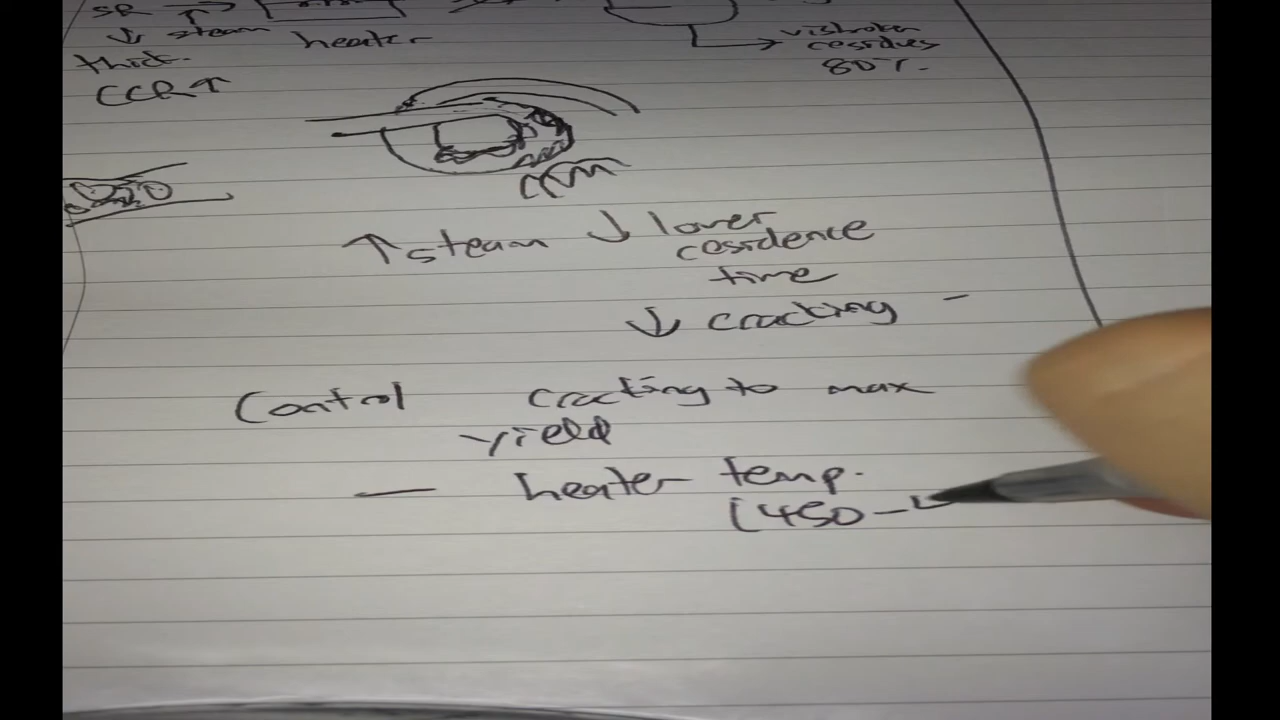 SR
↓ steam heater
thick.
CCR↑
visbroken
residues
80%.
↑ steam ↓ lower
residence
time
↓ cracking -
Control cracking to max
yield
— heater temp.
(450 -